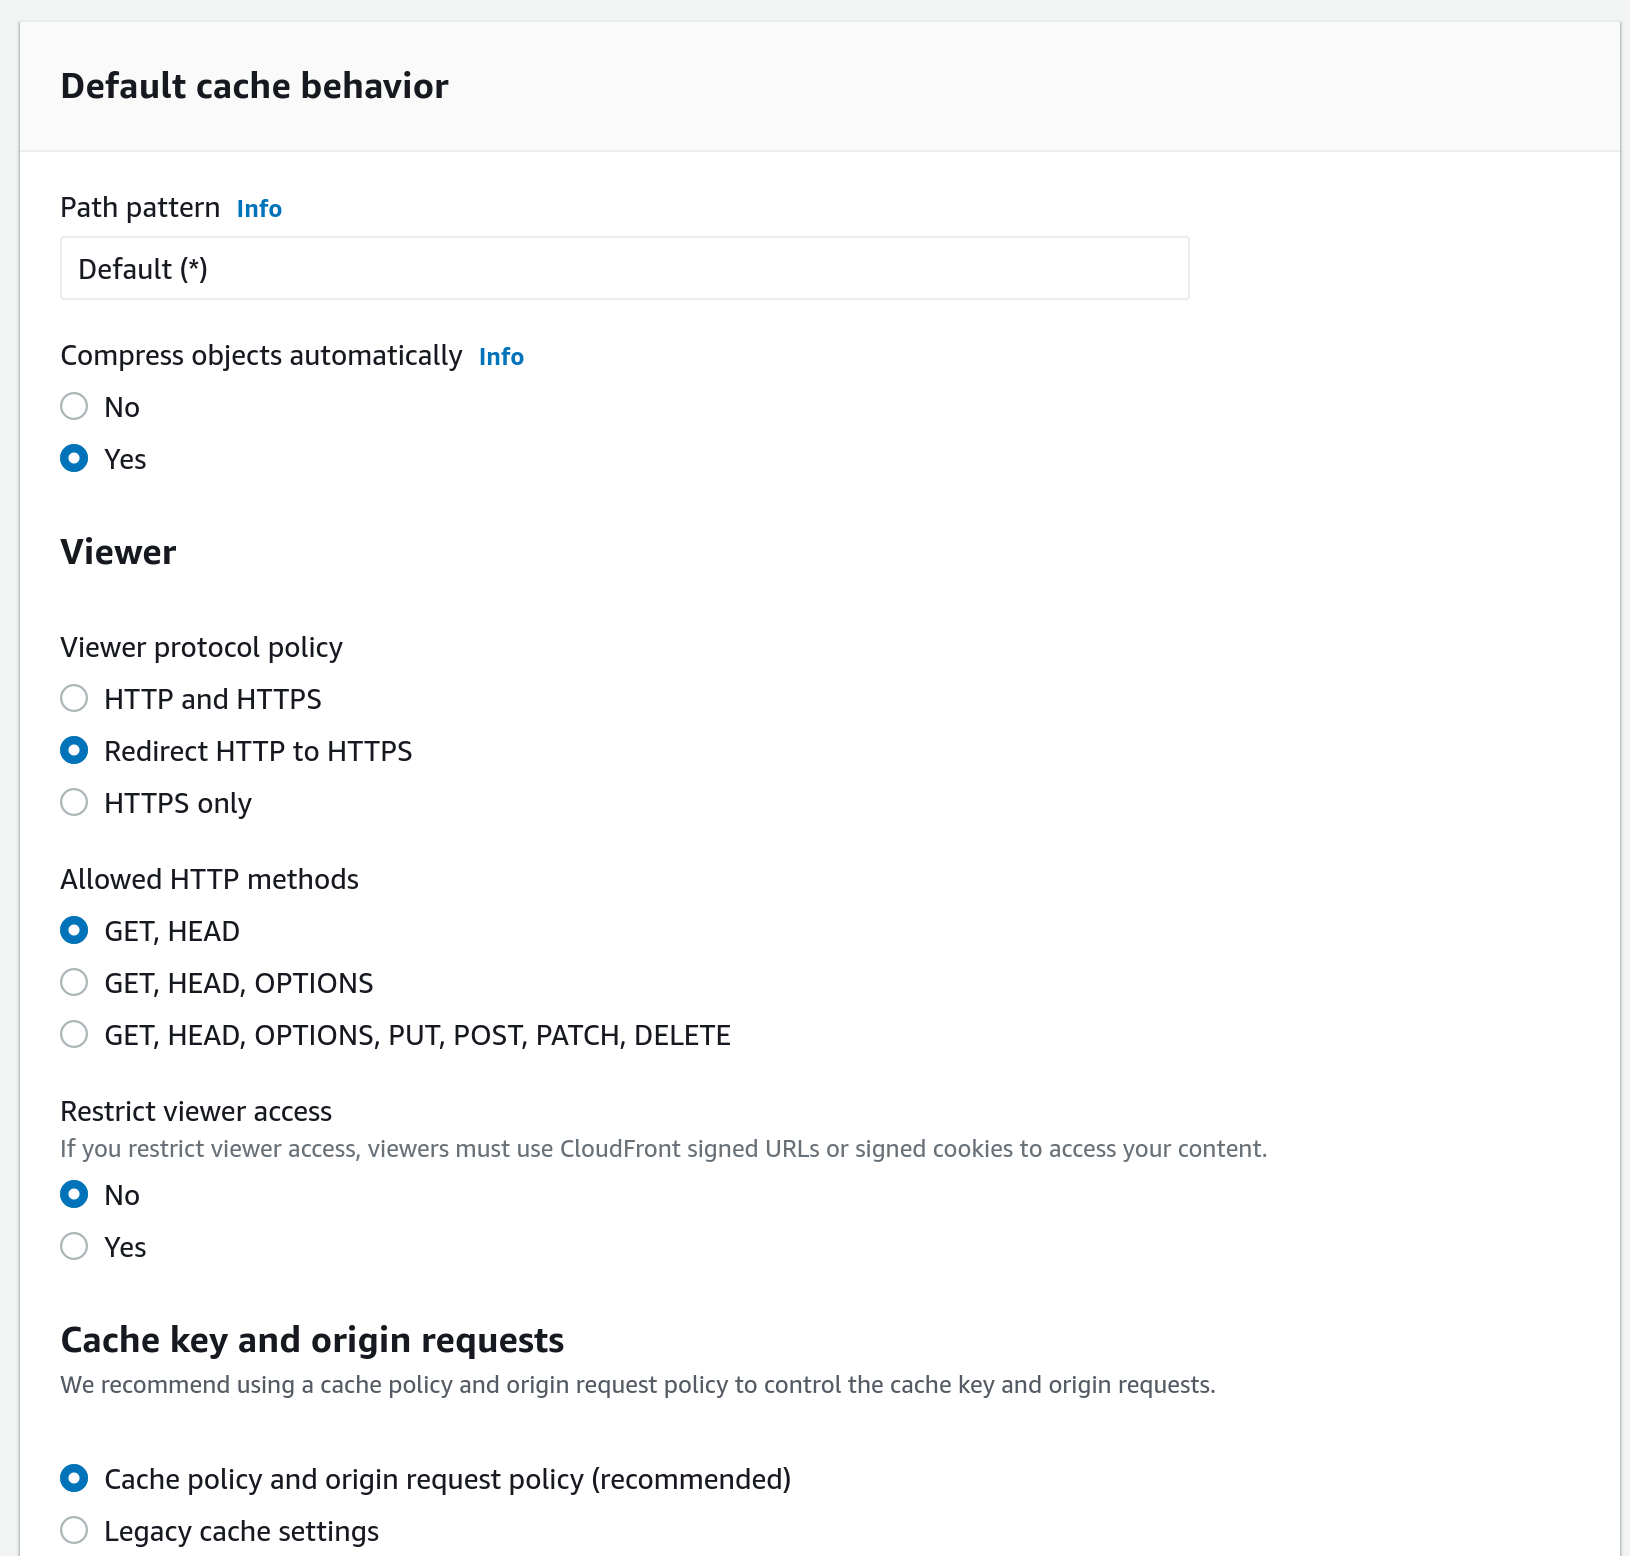 Default cache behavior
Path pattern Info
Default (*)
Compress objects automatically Info
No
Yes
Viewer
Viewer protocol policy
HTTP and HTTPS
Redirect HTTP to HTTPS
HTTPS only
Allowed HTTP methods
GET, HEAD
GET, HEAD, OPTIONS
GET, HEAD, OPTIONS, PUT, POST, PATCH, DELETE
Restrict viewer access
If you restrict viewer access, viewers must use CloudFront signed URLs or signed cookies to access your content.
No
Yes
Cache key and origin requests
We recommend using a cache policy and origin request policy to control the cache key and origin requests.
Cache policy and origin request policy (recommended)
Legacy cache settings